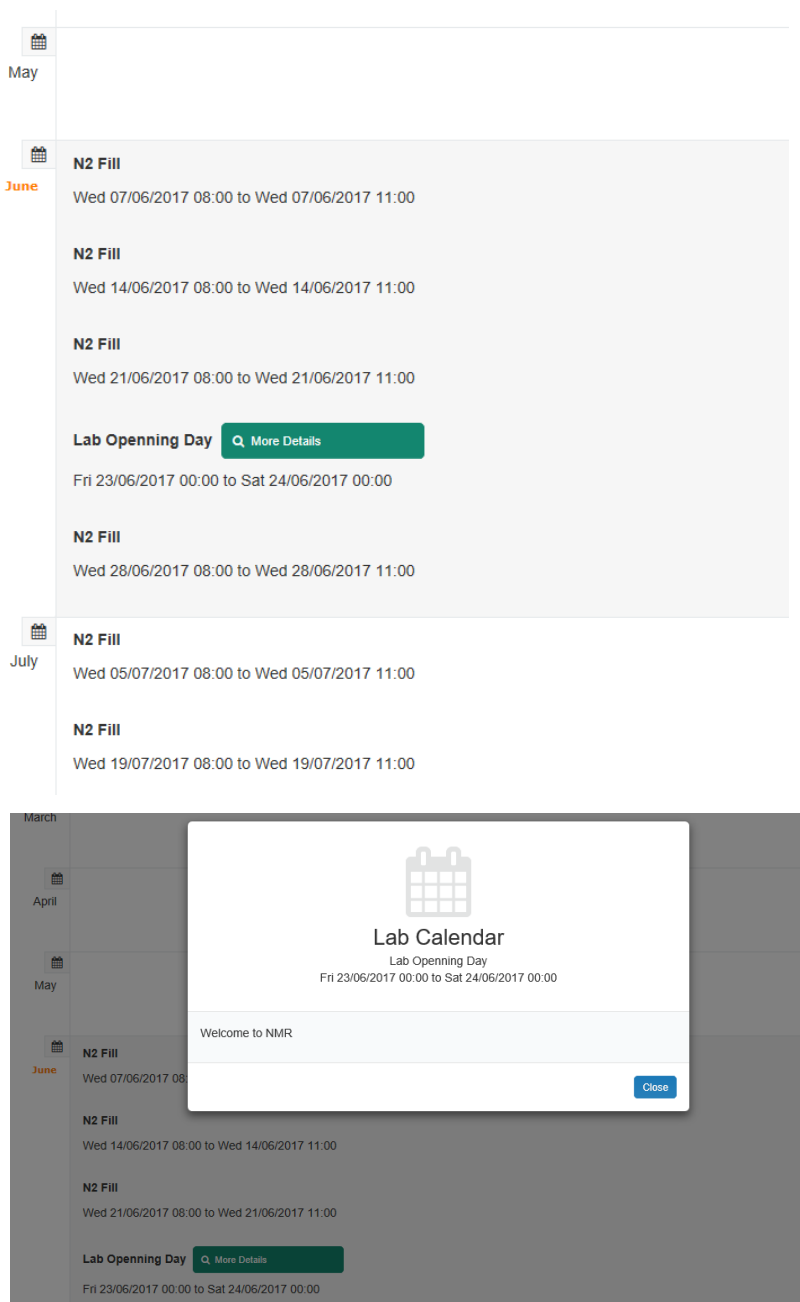 May
June
N2 Fill
Wed 07/06/2017 08:00 to Wed 07/06/2017 11:00
N2 Fill
Wed 14/06/2017 08:00 to Wed 14/06/2017 11:00
N2 Fill
Wed 21/06/2017 08:00 to Wed 21/06/2017 11:00
Lab Openning Day More Details
Fri 23/06/2017 00:00 to Sat 24/06/2017 00:00
N2 Fill
Wed 28/06/2017 08:00 to Wed 28/06/2017 11:00
July
N2 Fill
Wed 05/07/2017 08:00 to Wed 05/07/2017 11:00
N2 Fill
Wed 19/07/2017 08:00 to Wed 19/07/2017 11:00
March
April
May
Lab Calendar
Lab Openning Day
Fri 23/06/2017 00:00 to Sat 24/06/2017 00:00
Welcome to NMR
Close
June
N2 Fill
Wed 07/06/2017 08:
N2 Fill
Wed 14/06/2017 08:00 to Wed 14/06/2017 11:00
N2 Fill
Wed 21/06/2017 08:00 to Wed 21/06/2017 11:00
Lab Openning Day More Details
Fri 23/06/2017 00:00 to Sat 24/06/2017 00:00